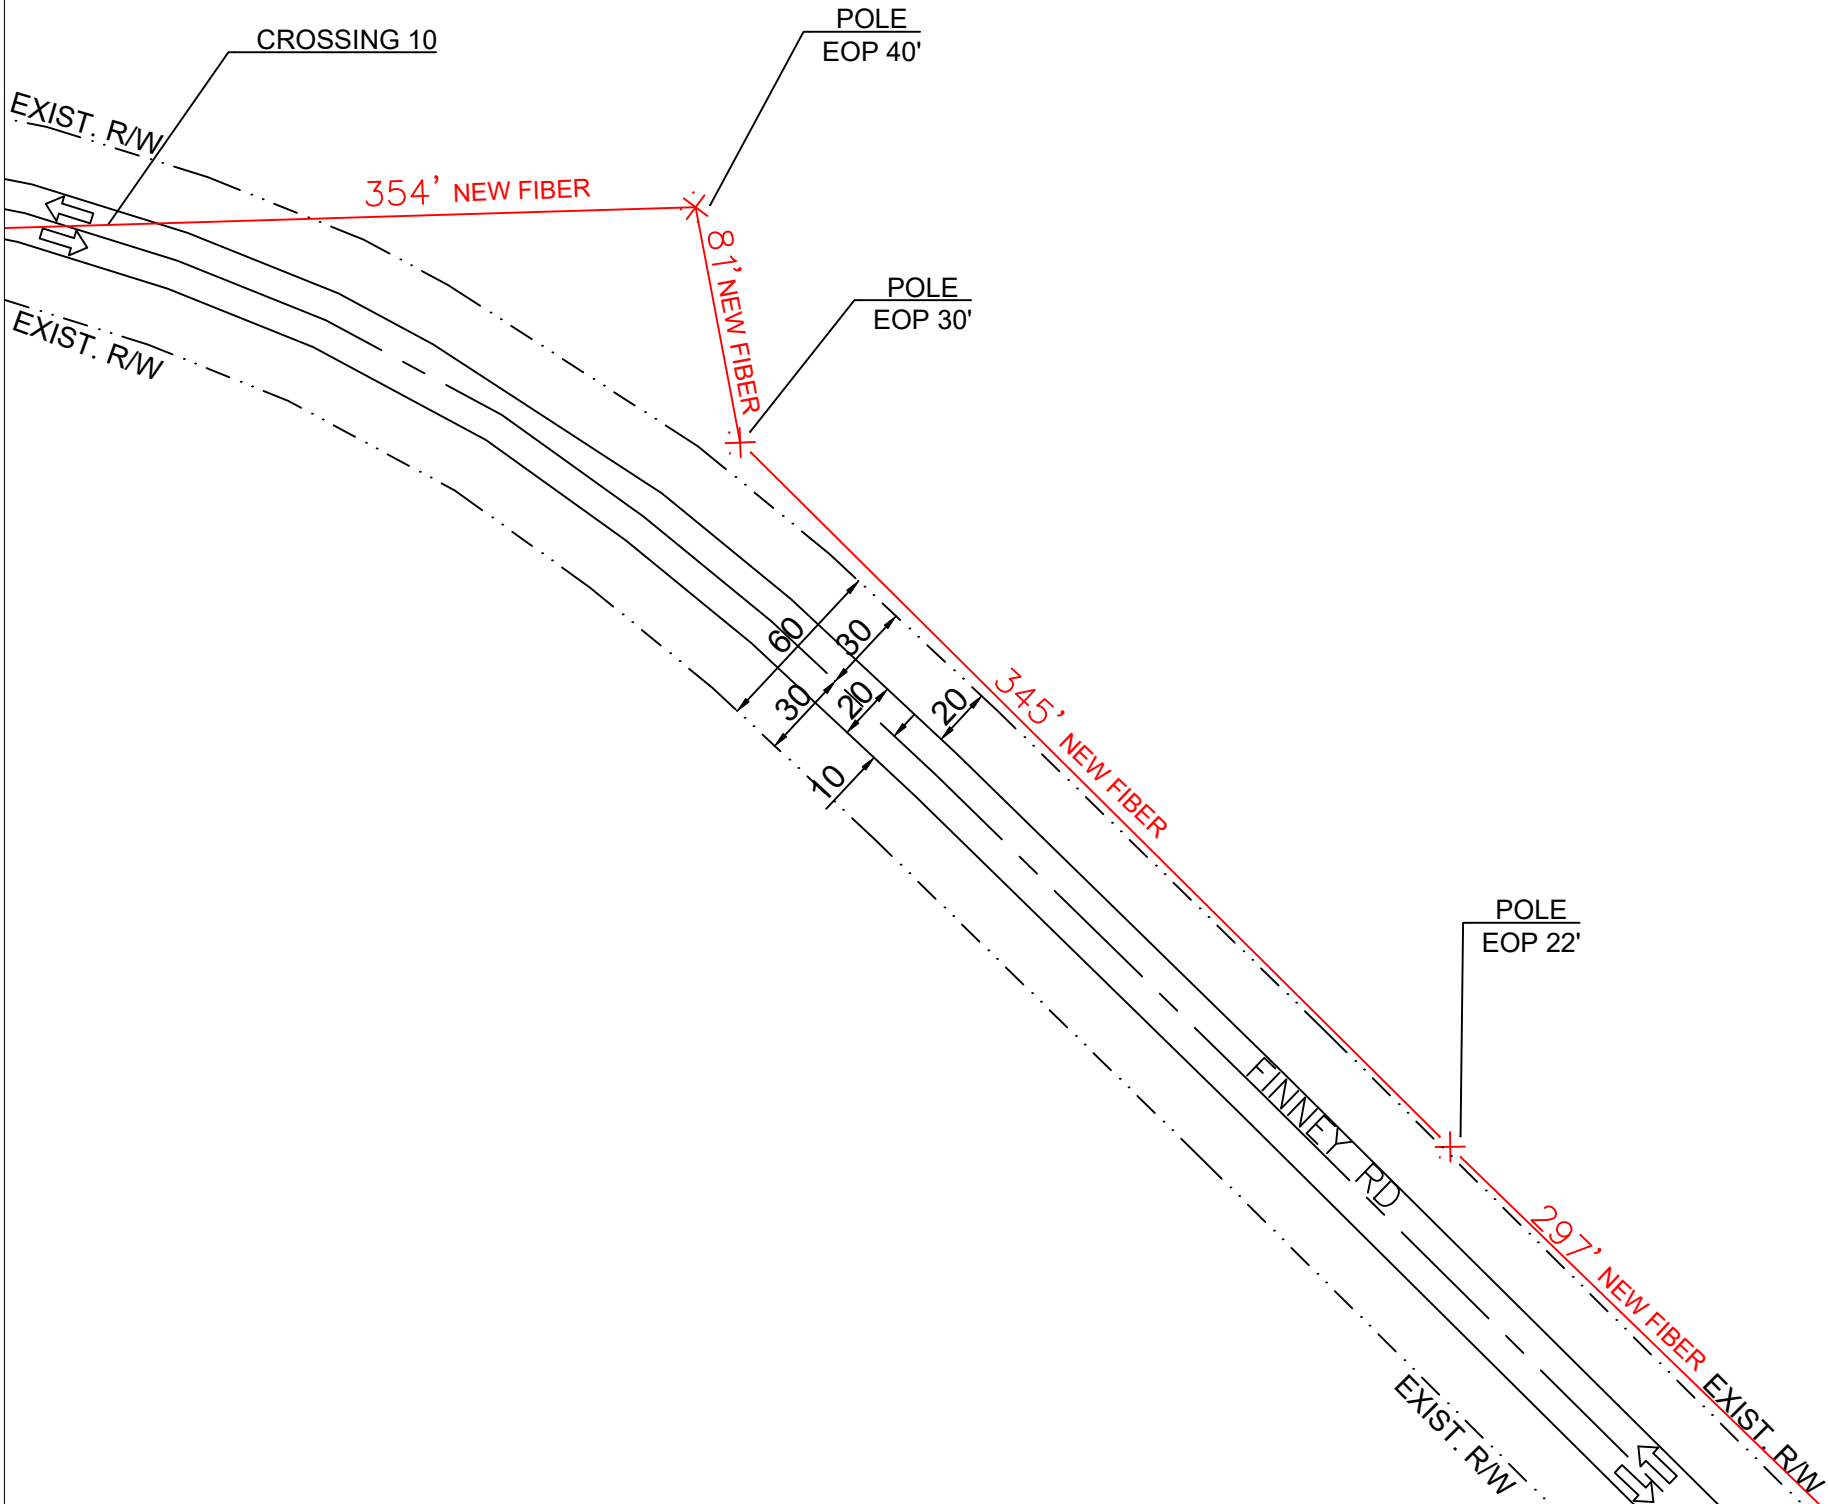 POLE
EOP 40'
CROSSING 10
EXIST. R/W
354' NEW FIBER
81' NEW FIBER
POLE
EOP 30'
EXIST. R/W
60
30
30
20
20
10
345' NEW FIBER
POLE
EOP 22'
FINNEY RD
297' NEW FIBER
EXIST. R/W
EXIST. R/W